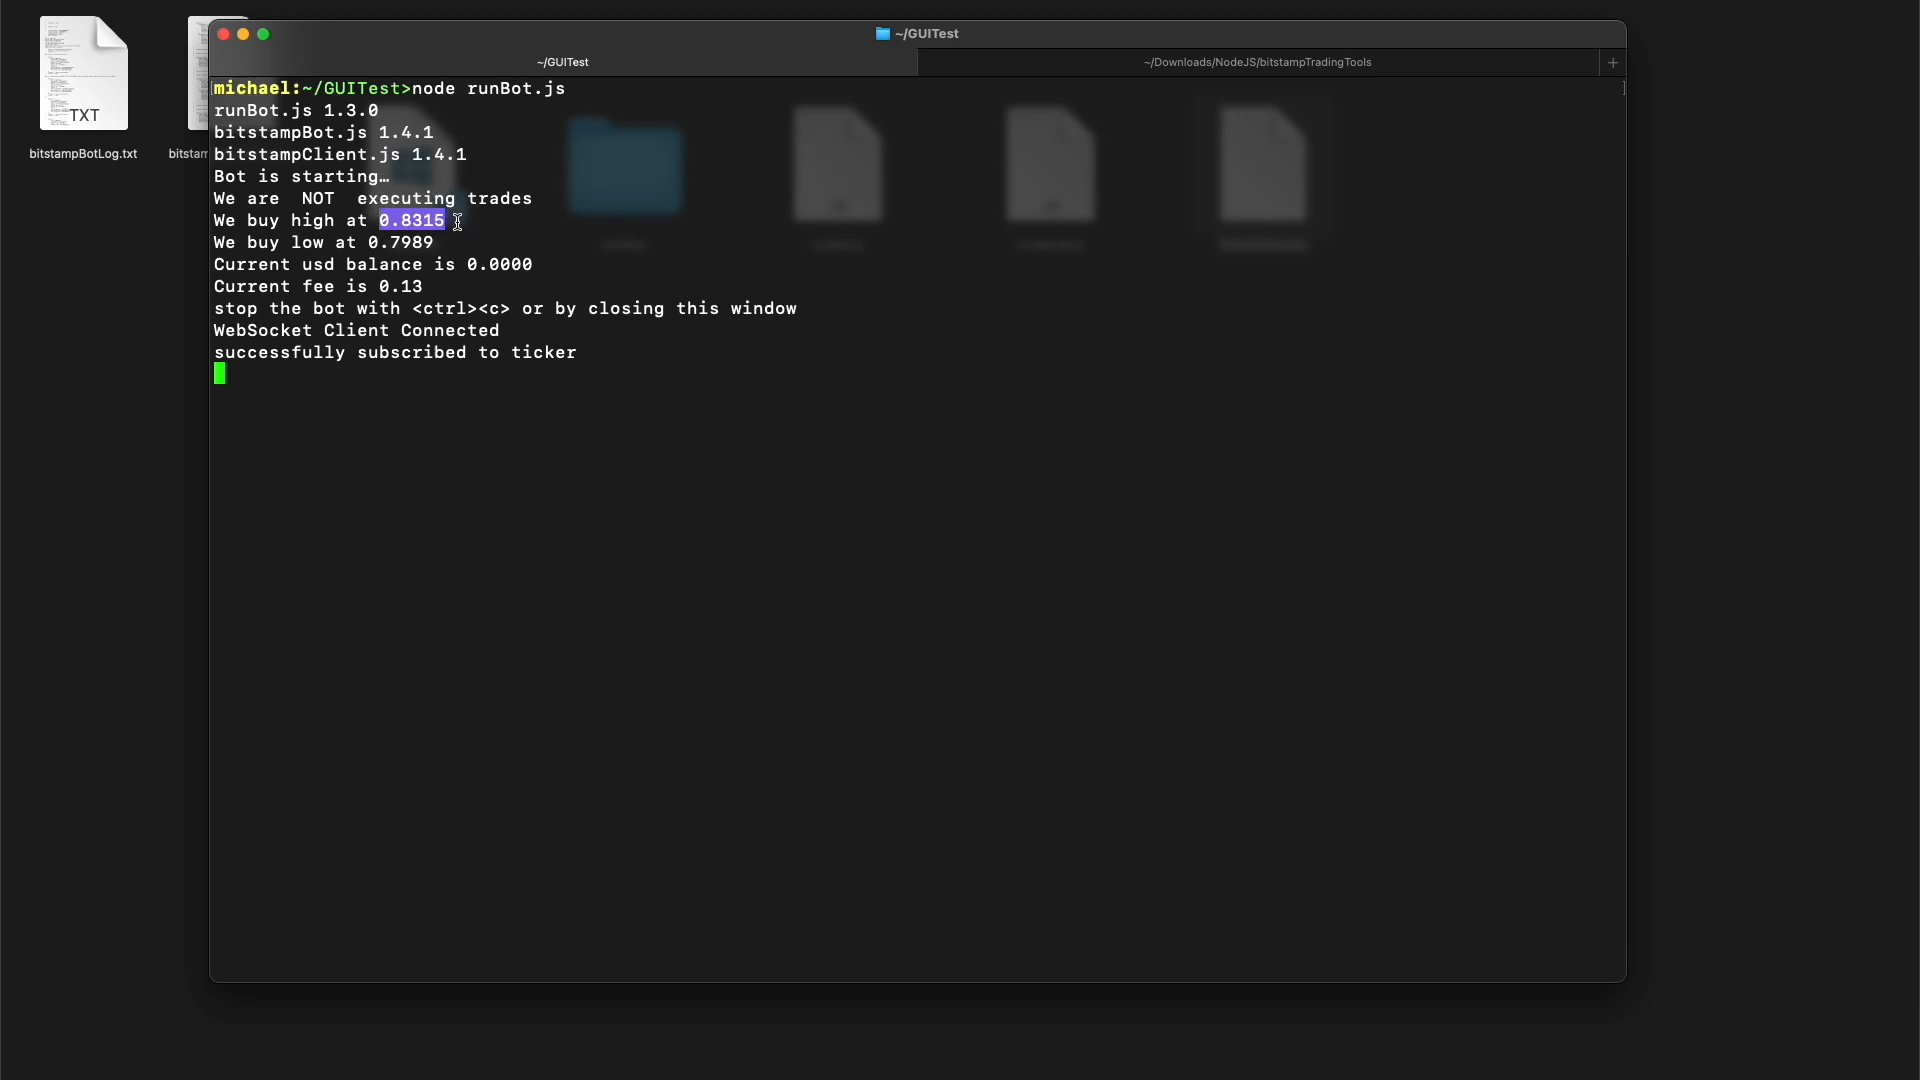 ~/GUITest
~/GUITest
~/Downloads/NodeJS/bitstampTradingTools
michael:~/GUITest>node runBot.js
runBot.js 1.3.0
bitstampBot.js 1.4.1
bitstampClient.js 1.4.1
Bot is starting…
We are  NOT  executing trades
We buy high at 0.8315
We buy low at 0.7989
Current usd balance is 0.0000
Current fee is 0.13
stop the bot with <ctrl><c> or by closing this window
WebSocket Client Connected
successfully subscribed to ticker
TXT
bitstampBotLog.txt